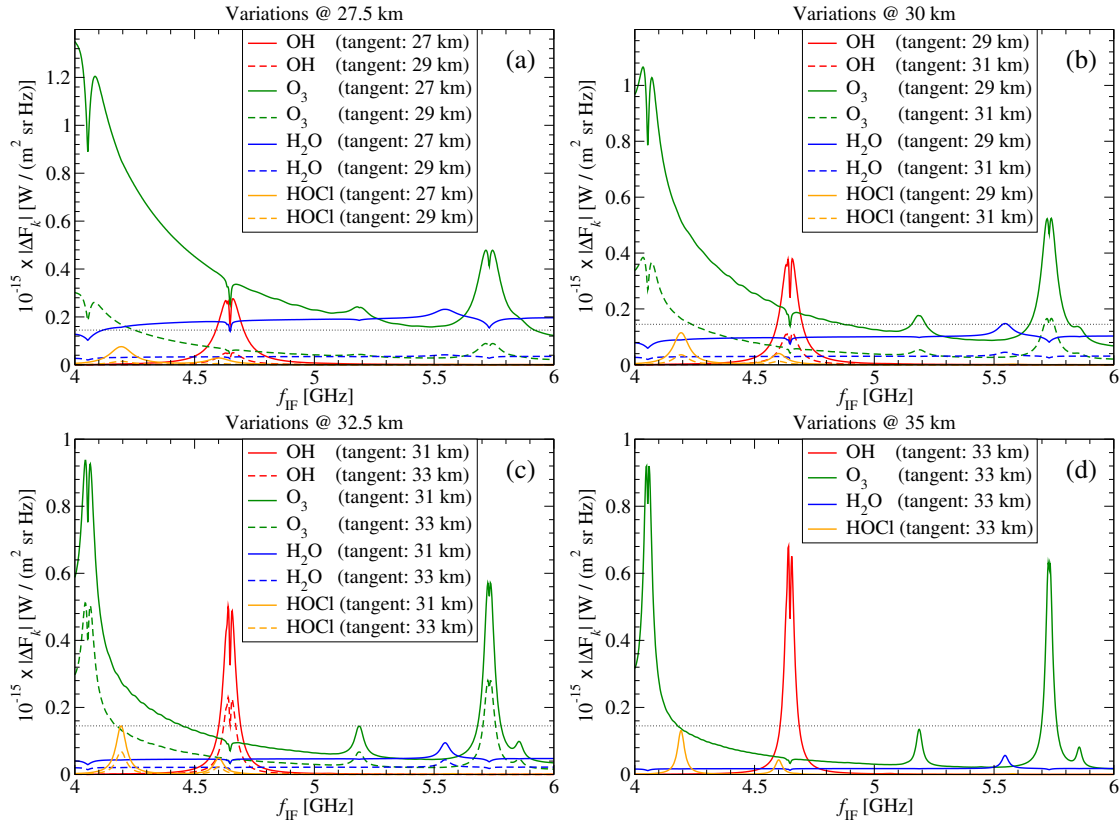 Variations @ 27.5 km
(a)
OH (tangent: 27 km)
OH (tangent: 29 km)
O3 (tangent: 27 km)
O3 (tangent: 29 km)
H2O (tangent: 27 km)
H2O (tangent: 29 km)
HOCl (tangent: 27 km)
HOCl (tangent: 29 km)
10^-15 x |ΔF_k| [W / (m^2 sr Hz)]
1.2
1
0.8
0.6
0.4
0.2
0
4 4.5 5 5.5 6
f_IF [GHz]
Variations @ 30 km
(b)
OH (tangent: 29 km)
OH (tangent: 31 km)
O3 (tangent: 29 km)
O3 (tangent: 31 km)
H2O (tangent: 29 km)
H2O (tangent: 31 km)
HOCl (tangent: 29 km)
HOCl (tangent: 31 km)
10^-15 x |ΔF_k| [W / (m^2 sr Hz)]
1
0.8
0.6
0.4
0.2
0
4 4.5 5 5.5 6
f_IF [GHz]
Variations @ 32.5 km
(c)
OH (tangent: 31 km)
OH (tangent: 33 km)
O3 (tangent: 31 km)
O3 (tangent: 33 km)
H2O (tangent: 31 km)
H2O (tangent: 33 km)
HOCl (tangent: 31 km)
HOCl (tangent: 33 km)
10^-15 x |ΔF_k| [W / (m^2 sr Hz)]
1
0.8
0.6
0.4
0.2
0
4 4.5 5 5.5 6
f_IF [GHz]
Variations @ 35 km
(d)
OH (tangent: 33 km)
O3 (tangent: 33 km)
H2O (tangent: 33 km)
HOCl (tangent: 33 km)
10^-15 x |ΔF_k| [W / (m^2 sr Hz)]
1
0.8
0.6
0.4
0.2
0
4 4.5 5 5.5 6
f_IF [GHz]